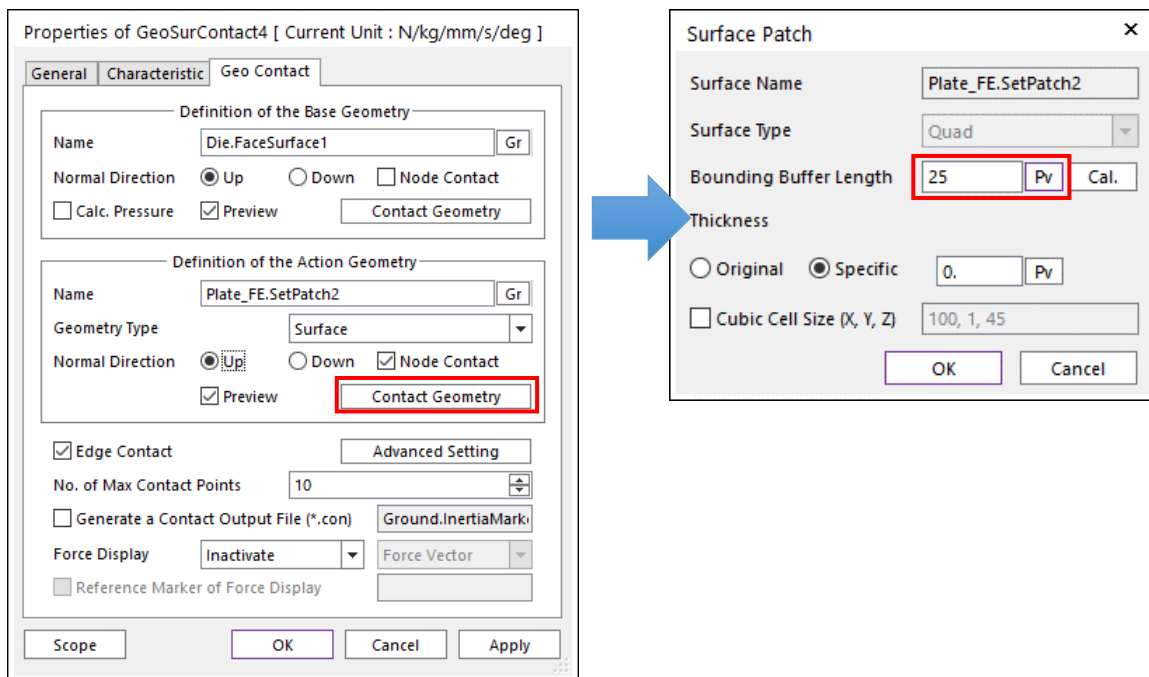 Properties of GeoSurContact4 [ Current Unit : N/kg/mm/s/deg ]
General Characteristic Geo Contact
Definition of the Base Geometry
Name Die.FaceSurface1 Gr
Normal Direction Up Down Node Contact
Calc. Pressure Preview Contact Geometry
Definition of the Action Geometry
Name Plate_FE.SetPatch2 Gr
Geometry Type Surface
Normal Direction Up Down Node Contact
Preview Contact Geometry
Edge Contact Advanced Setting
No. of Max Contact Points 10
Generate a Contact Output File (*.con) Ground.InertiaMark
Force Display Inactivate Force Vector
Reference Marker of Force Display
Scope OK Cancel Apply
Surface Patch
Surface Name Plate_FE.SetPatch2
Surface Type Quad
Bounding Buffer Length 25 Pv Cal.
Thickness
Original Specific 0. Pv
Cubic Cell Size (X, Y, Z) 100, 1, 45
OK Cancel